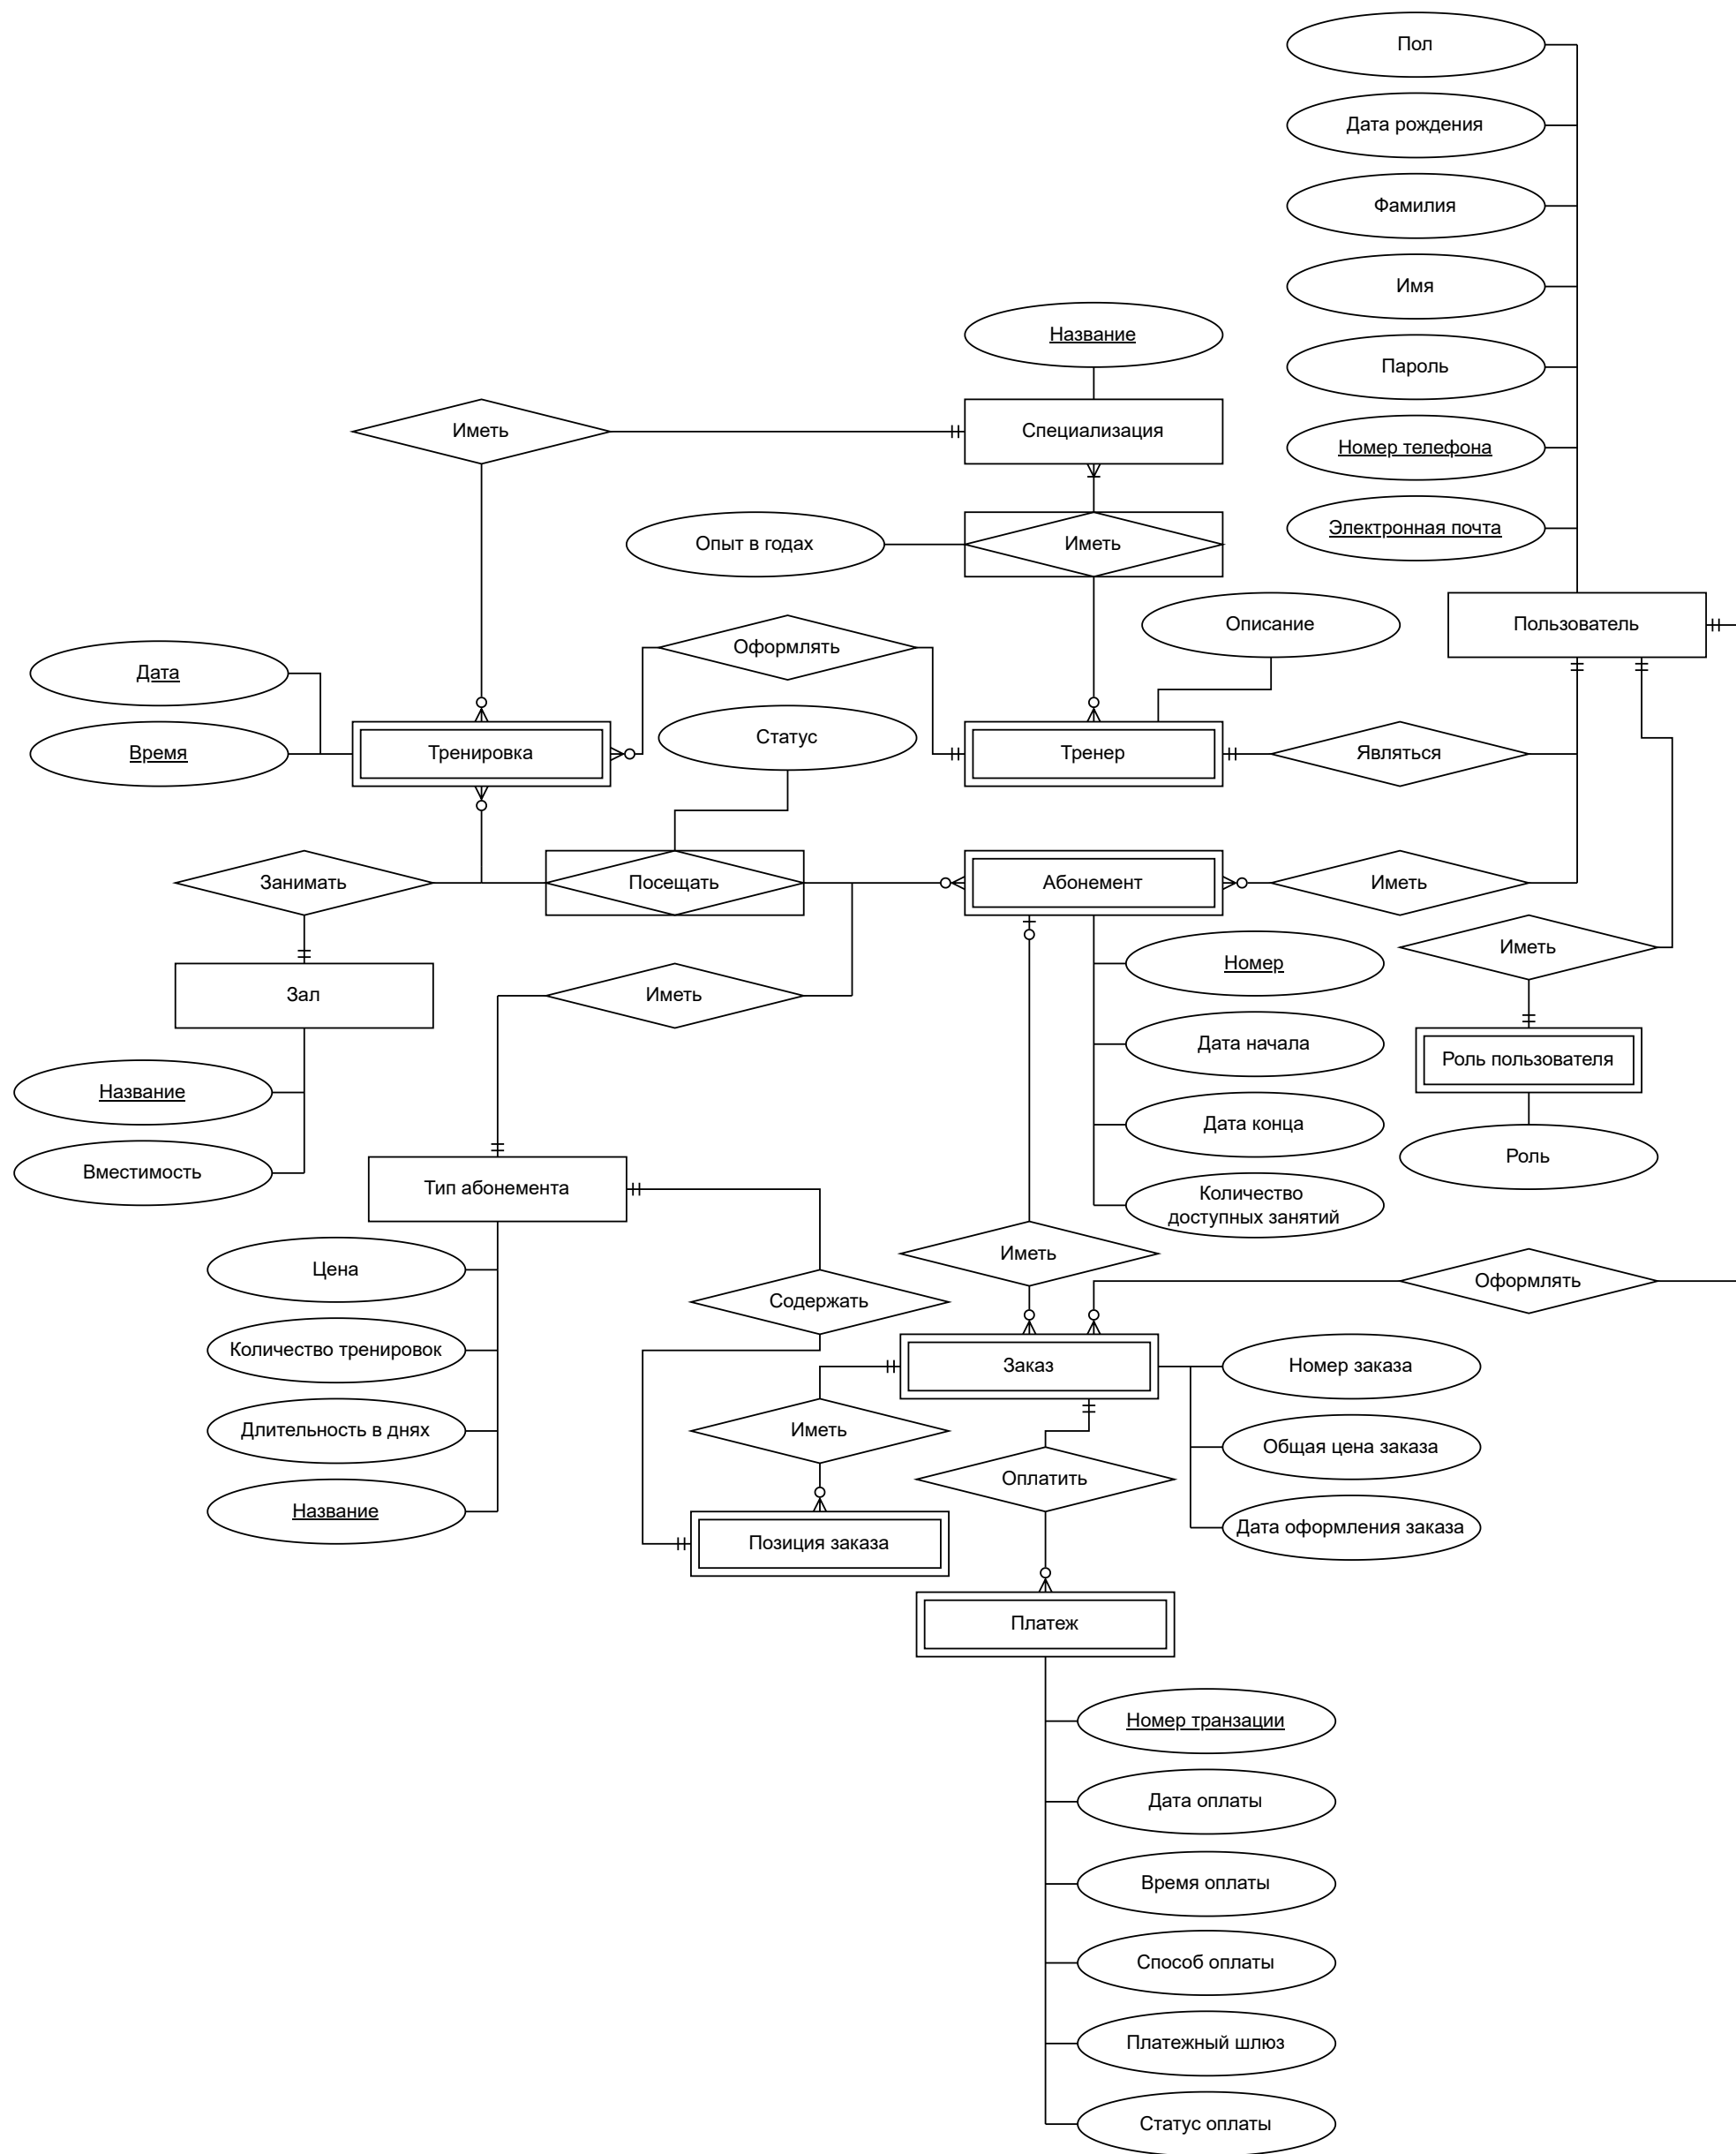 Пол
Дата рождения
Фамилия
Имя
Название
Пароль
Иметь
Специализация
Номер телефона
Электронная почта
Опыт в годах
Иметь
Описание
Пользователь
Оформлять
Дата
Статус
Время
Тренировка
Тренер
Являться
Занимать
Посещать
Абонемент
Иметь
Иметь
Номер
Зал
Иметь
Дата начала
Роль пользователя
Название
Дата конца
Роль
Вместимость
Тип абонемента
Количество
доступных занятий
Иметь
Цена
Оформлять
Содержать
Количество тренировок
Заказ
Номер заказа
Длительность в днях
Иметь
Общая цена заказа
Оплатить
Название
Дата оформления заказа
Позиция заказа
Платеж
Номер транзации
Дата оплаты
Время оплаты
Способ оплаты
Платежный шлюз
Статус оплаты